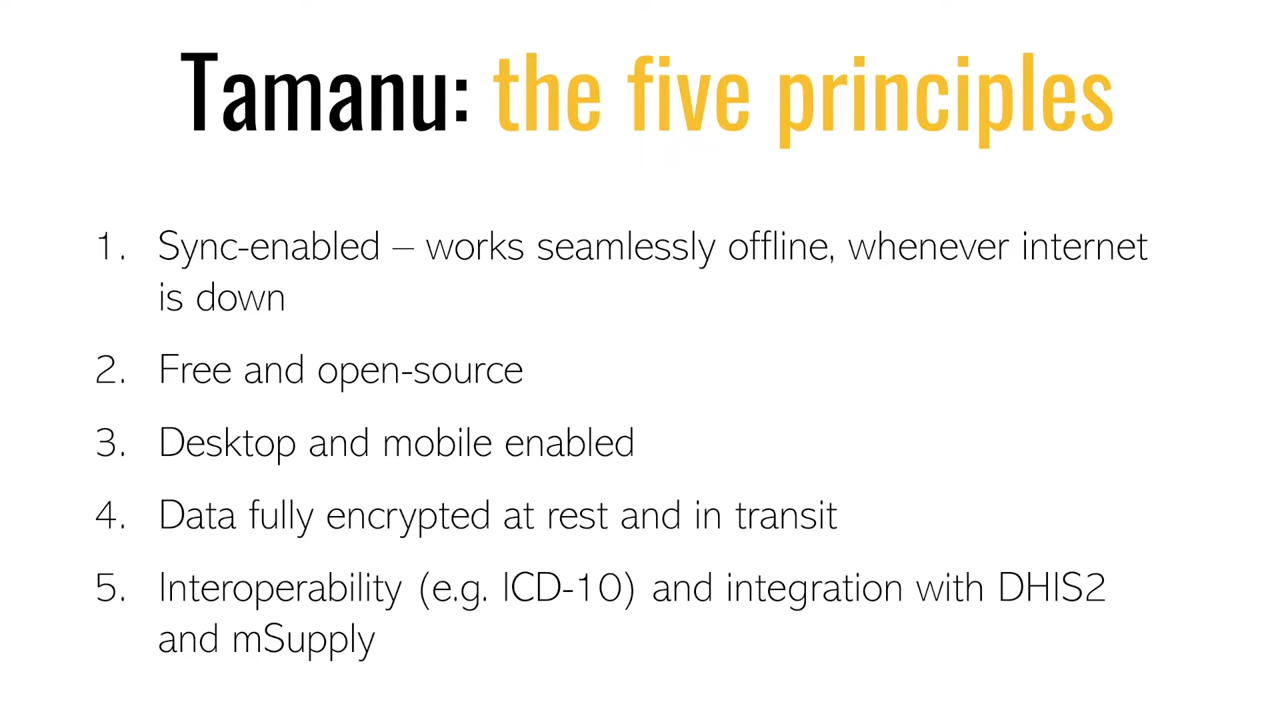 Tamanu: the five principles
1. Sync-enabled – works seamlessly offline, whenever internet
is down
2. Free and open-source
3. Desktop and mobile enabled
4. Data fully encrypted at rest and in transit
5. Interoperability (e.g. ICD-10) and integration with DHIS2
and mSupply